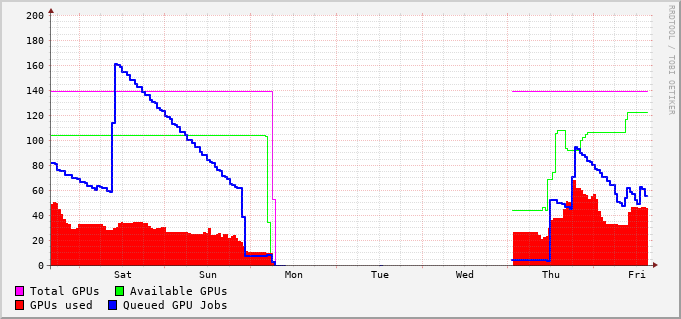 200
180
160
140
120
100
80
60
40
20
0
Sat Sun Mon Tue Wed Thu Fri
Total GPUs Available GPUs
GPUs used Queued GPU Jobs
RRDTOOL / TOBI OETIKER